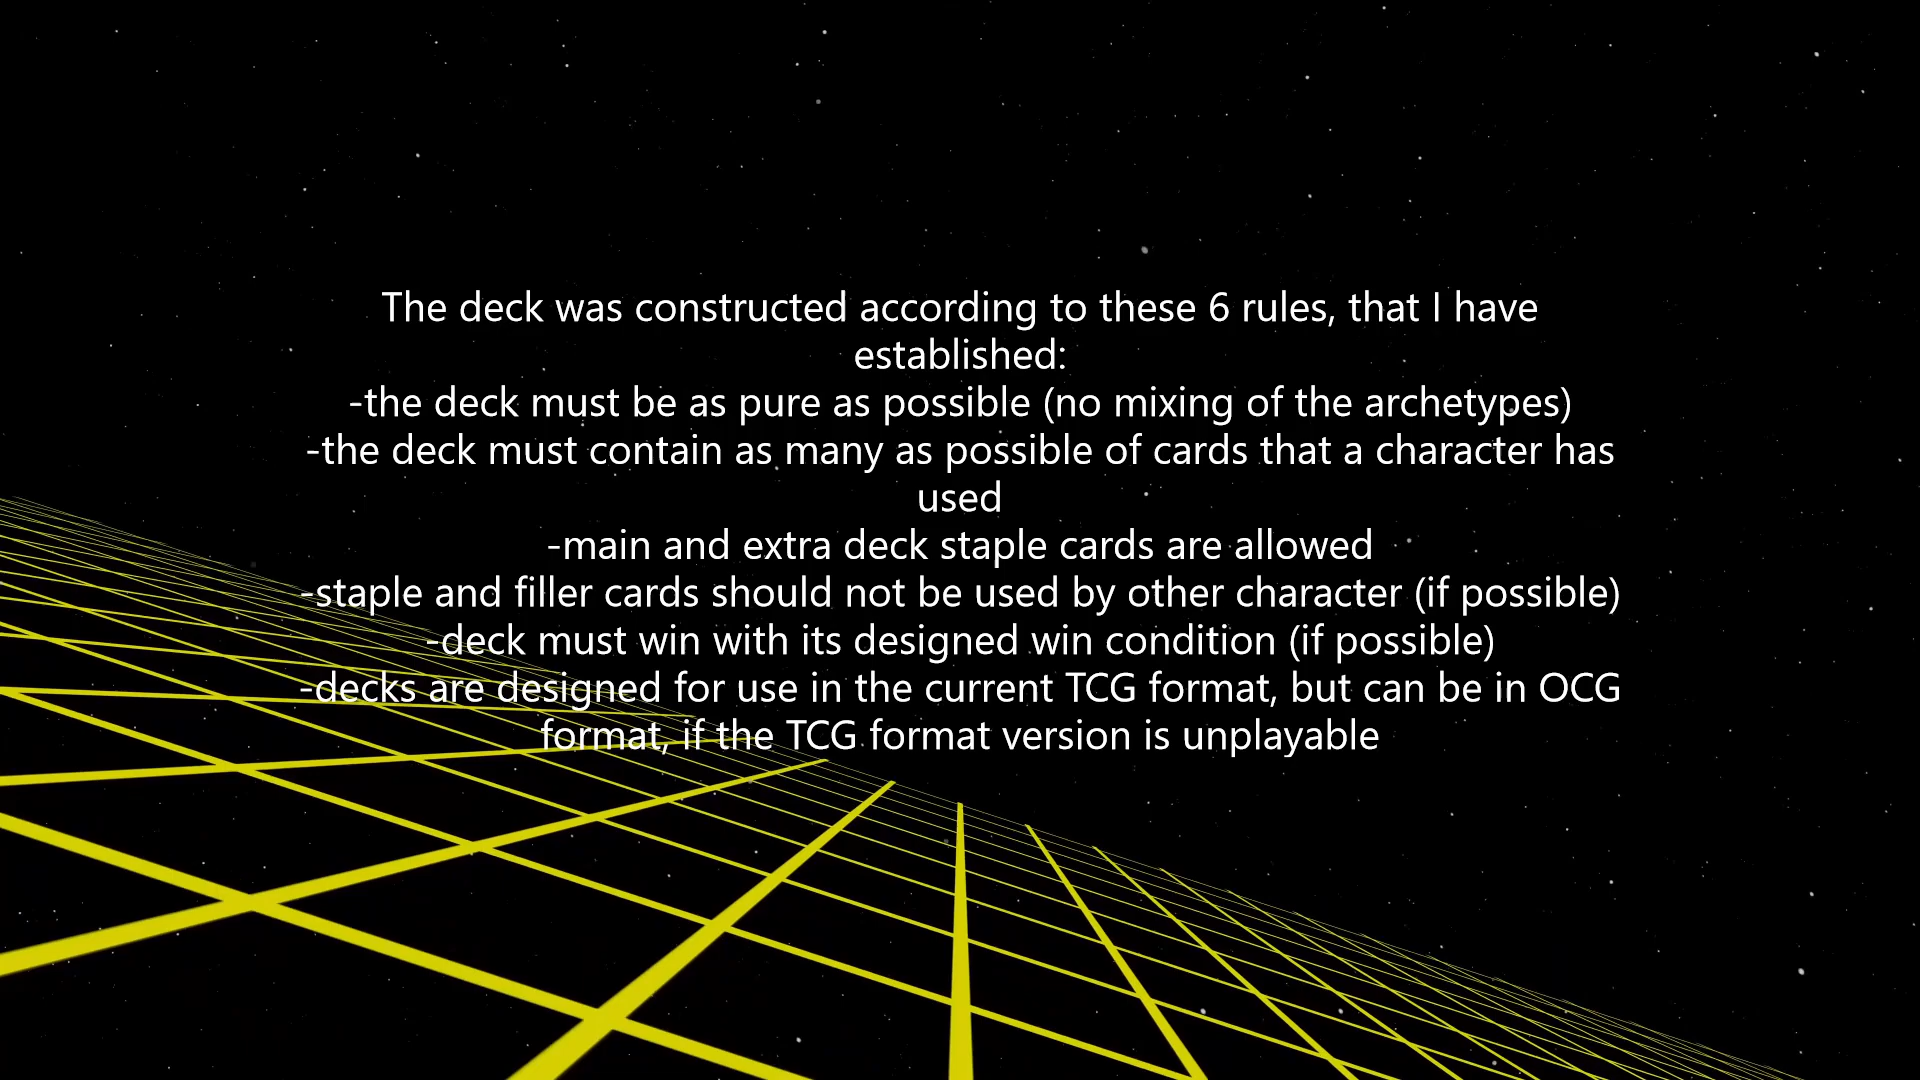 The deck was constructed according to these 6 rules, that I have
established:
-the deck must be as pure as possible (no mixing of the archetypes)
-the deck must contain as many as possible of cards that a character has
used
-main and extra deck staple cards are allowed
-staple and filler cards should not be used by other character (if possible)
-deck must win with its designed win condition (if possible)
-decks are designed for use in the current TCG format, but can be in OCG
format, if the TCG format version is unplayable